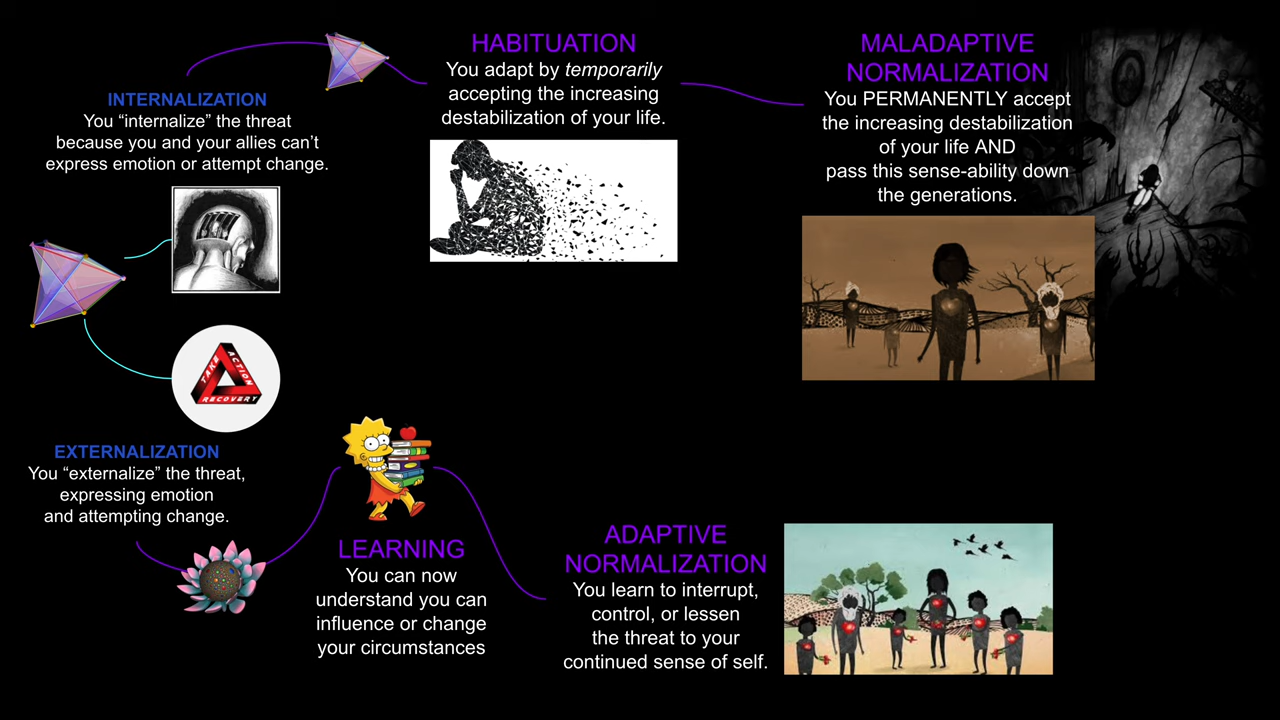 INTERNALIZATION
You “internalize” the threat
because you and your allies can’t
express emotion or attempt change.
HABITUATION
You adapt by temporarily
accepting the increasing
destabilization of your life.
MALADAPTIVE
NORMALIZATION
You PERMANENTLY accept
the increasing destabilization
of your life AND
pass this sense-ability down
the generations.
TAKE
ACTION
RECOVERY
EXTERNALIZATION
You “externalize” the threat,
expressing emotion
and attempting change.
LEARNING
You can now
understand you can
influence or change
your circumstances
ADAPTIVE
NORMALIZATION
You learn to interrupt,
control, or lessen
the threat to your
continued sense of self.